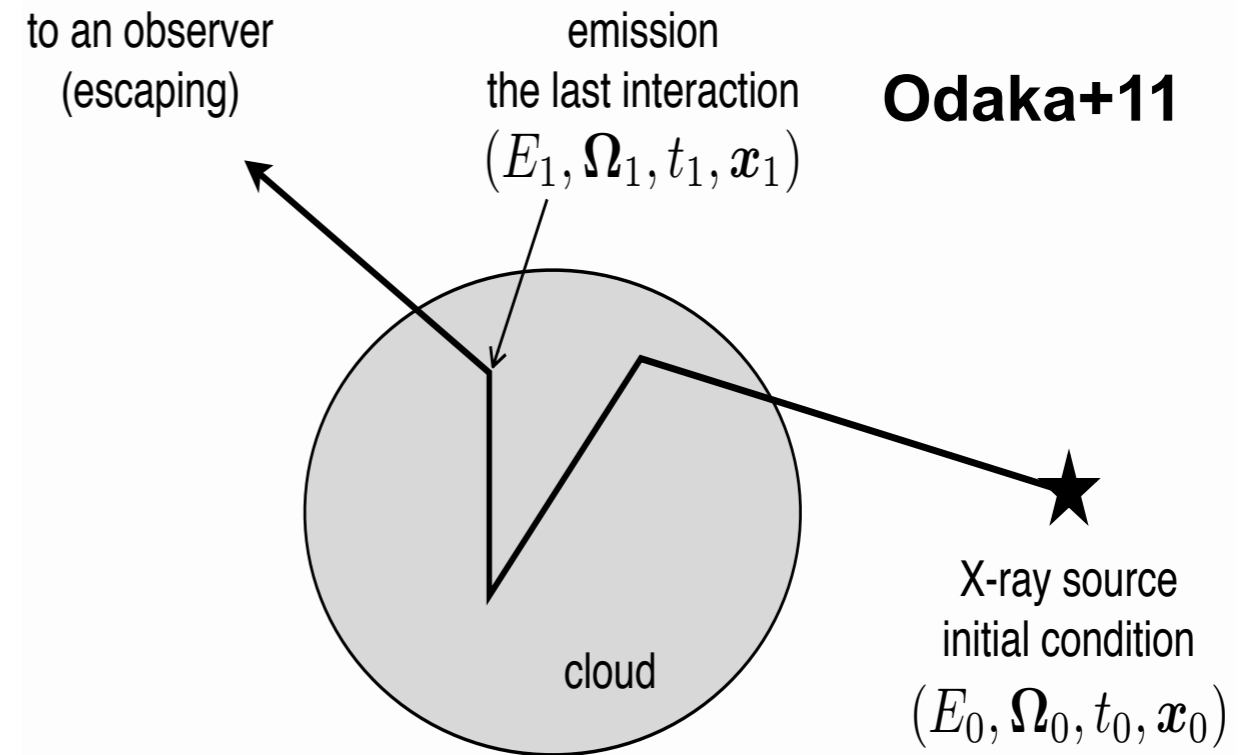 to an observer
(escaping)
emission
the last interaction
(E₁, Ω₁, t₁, x₁)
Odaka+11
cloud
X-ray source
initial condition
(E₀, Ω₀, t₀, x₀)